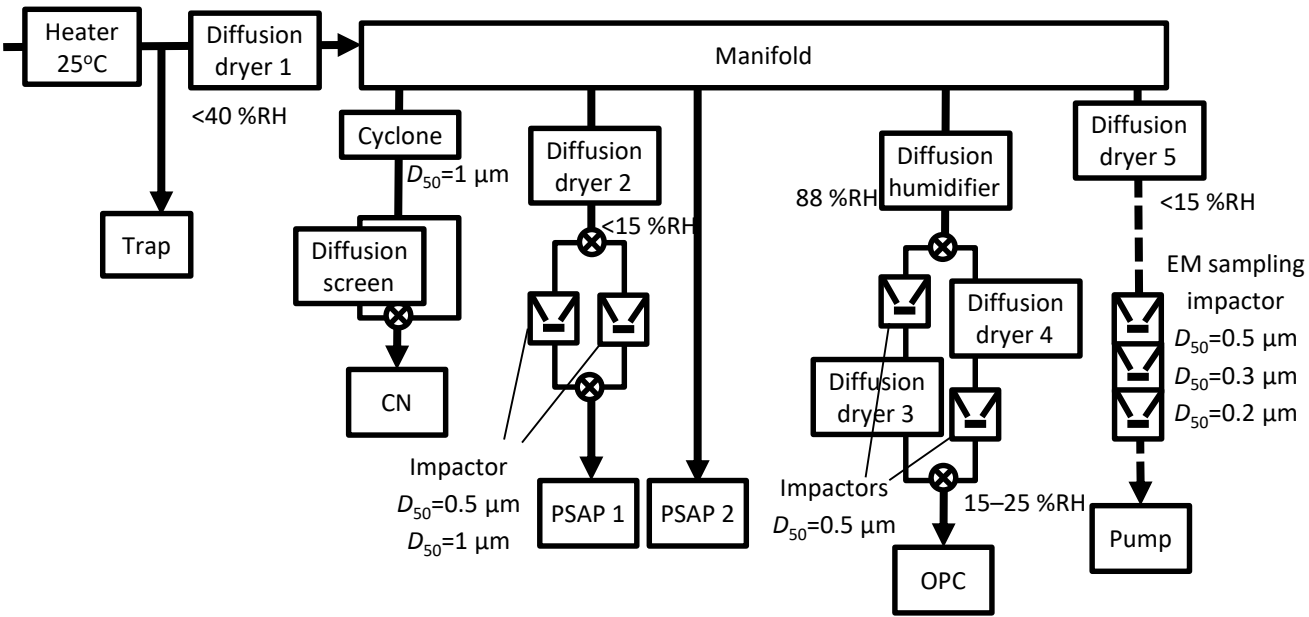 Heater
25°C
Diffusion
dryer 1
Manifold
<40 %RH
Trap
Cyclone
D50=1 μm
Diffusion
screen
CN
Diffusion
dryer 2
<15 %RH
Impactor
D50=0.5 μm
D50=1 μm
PSAP 1
PSAP 2
Diffusion
humidifier
88 %RH
Diffusion
dryer 4
Diffusion
dryer 3
Impactors
D50=0.5 μm
15–25 %RH
OPC
Diffusion
dryer 5
<15 %RH
EM sampling
impactor
D50=0.5 μm
D50=0.3 μm
D50=0.2 μm
Pump